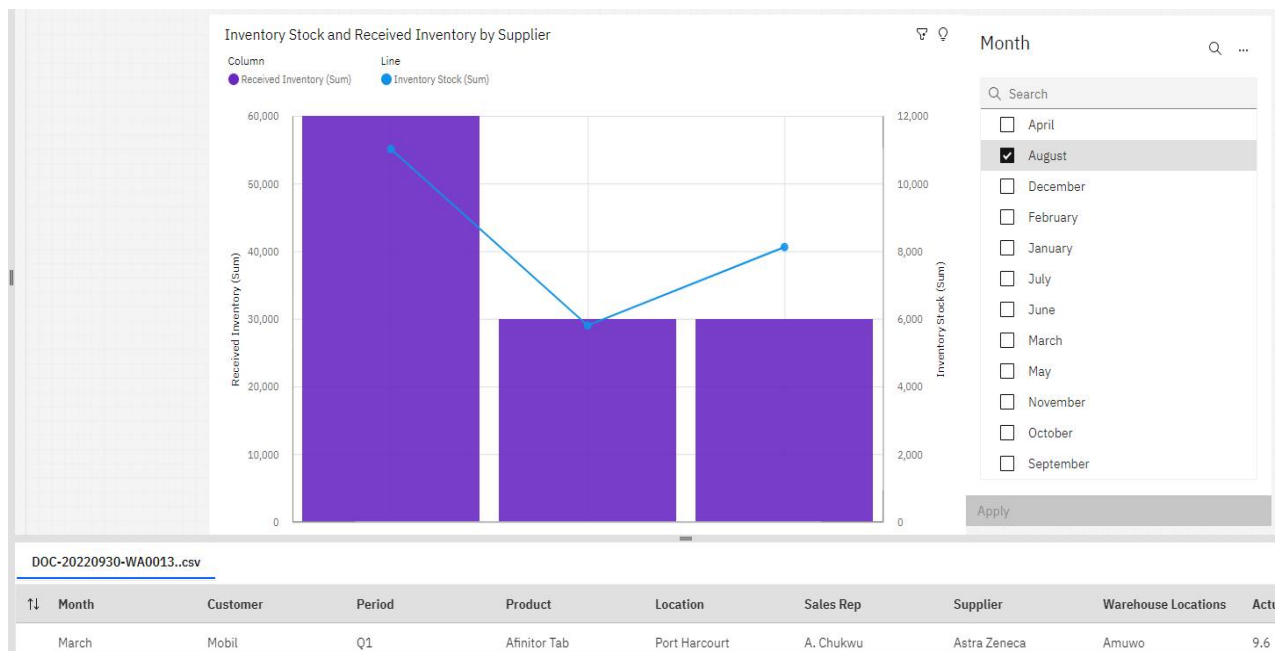 Inventory Stock and Received Inventory by Supplier
Column
Line
Received Inventory (Sum)
Inventory Stock (Sum)
60,000
50,000
40,000
30,000
20,000
10,000
0
Received Inventory (Sum)
12,000
10,000
8,000
6,000
4,000
2,000
0
Inventory Stock (Sum)
Month
...
Search
April
August
December
February
January
July
June
March
May
November
October
September
Apply
DOC-20220930-WA0013..csv
Month Customer Period Product Location Sales Rep Supplier Warehouse Locations
March Mobil Q1 Afinitor Tab Port Harcourt A. Chukwu Astra Zeneca Amuwo 9.6